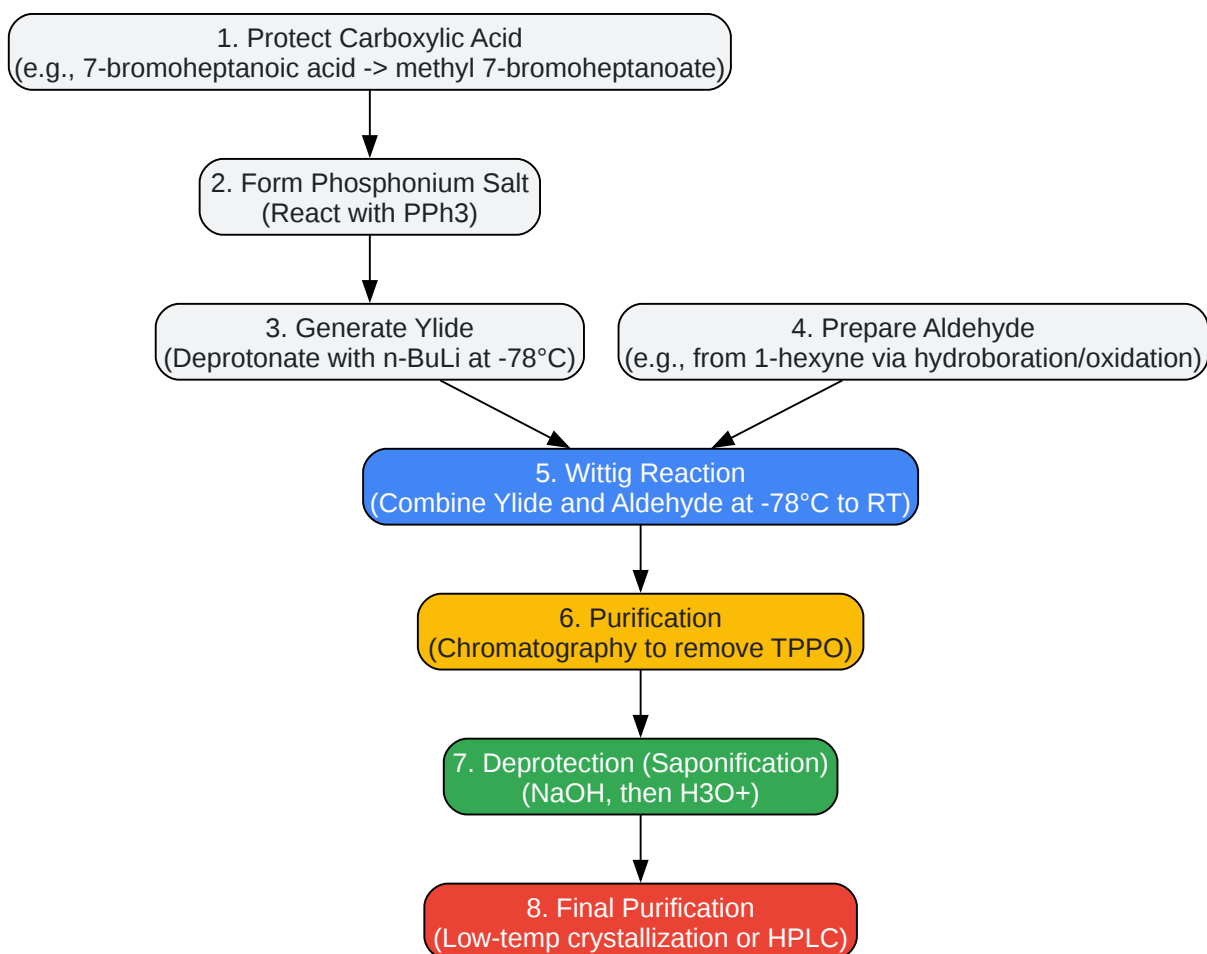 1. Protect Carboxylic Acid
(e.g., 7-bromoheptanoic acid -> methyl 7-bromoheptanoate)
2. Form Phosphonium Salt
(React with PPh3)
3. Generate Ylide
(Deprotonate with n-BuLi at -78°C)
4. Prepare Aldehyde
(e.g., from 1-hexyne via hydroboration/oxidation)
5. Wittig Reaction
(Combine Ylide and Aldehyde at -78°C to RT)
6. Purification
(Chromatography to remove TPPO)
7. Deprotection (Saponification)
(NaOH, then H3O+)
8. Final Purification
(Low-temp crystallization or HPLC)